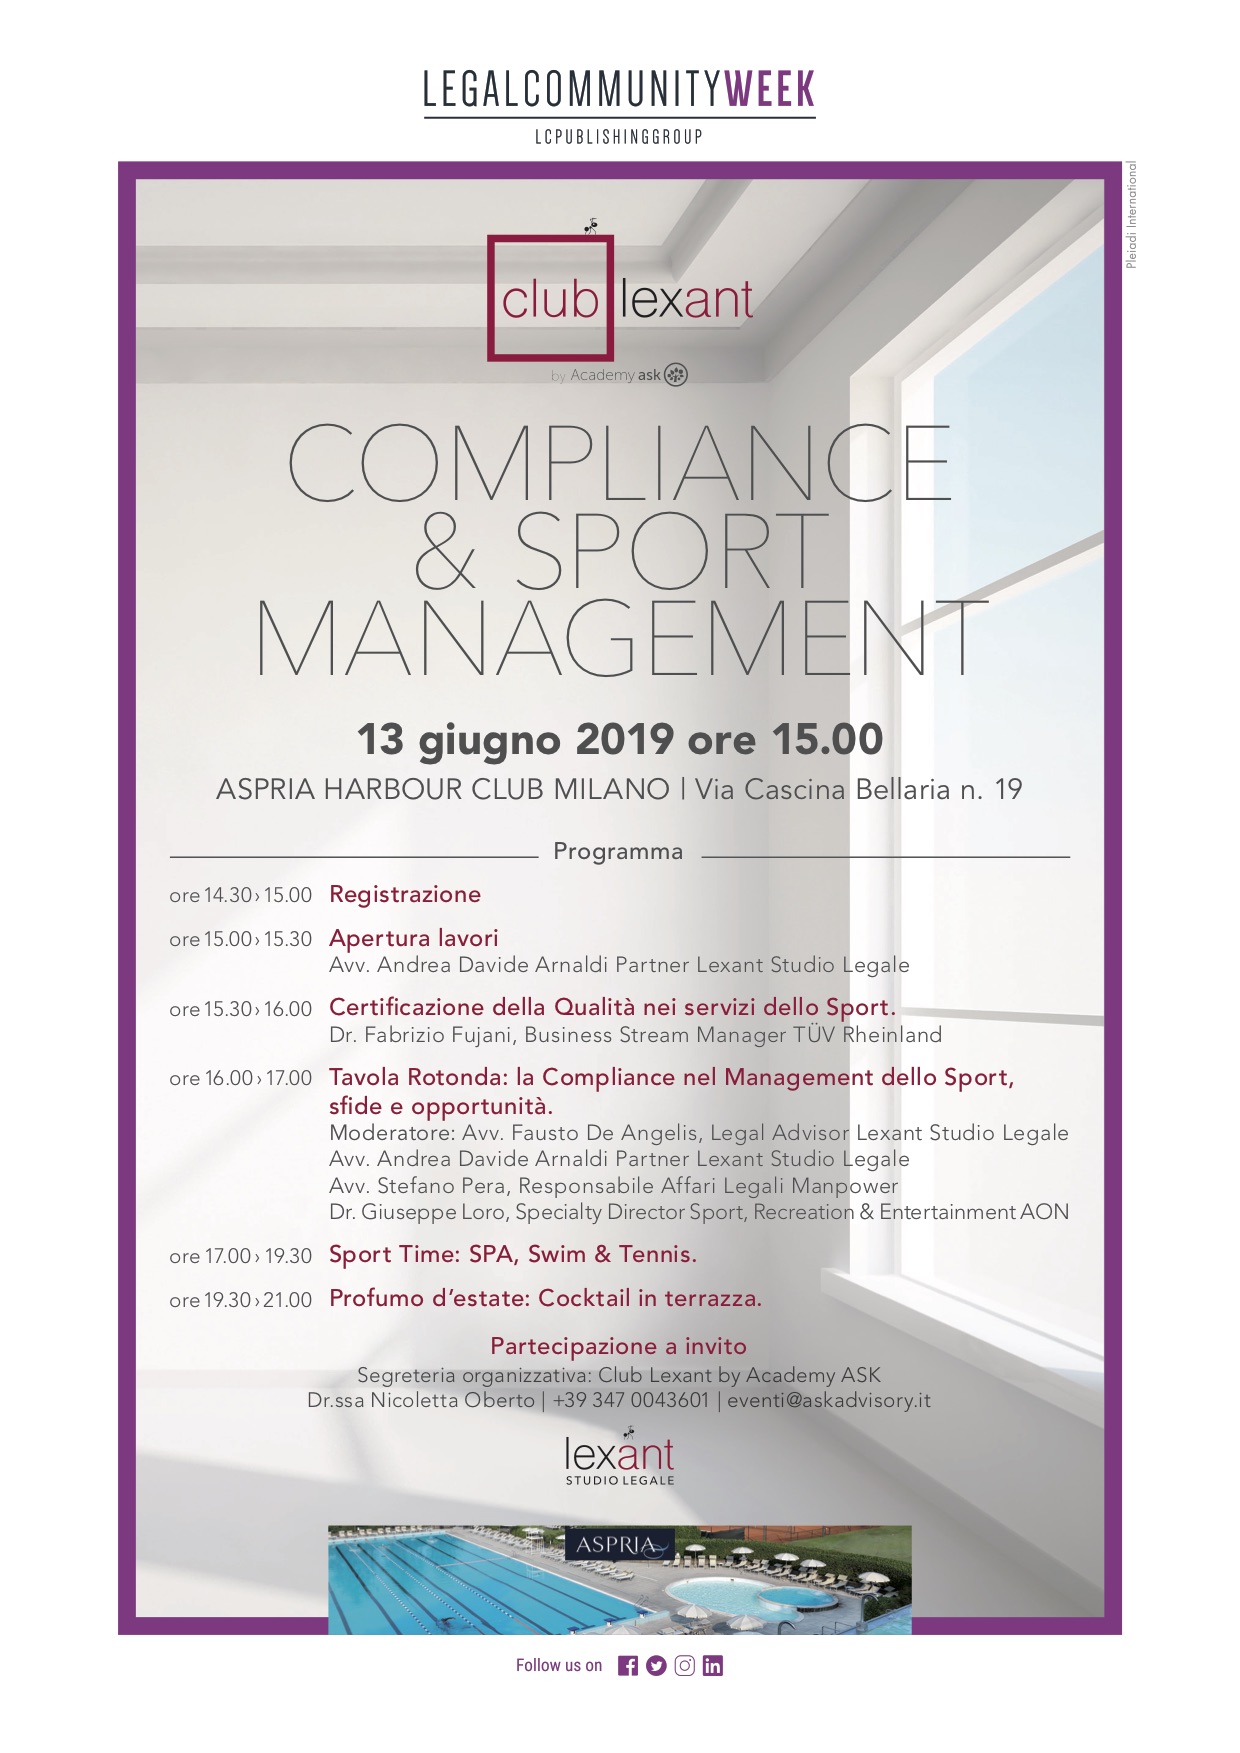 LEGALCOMMUNITYWEEK
LCPUBLISHINGGROUP
Pleiadi International
club lexant
by Academy ask
COMPLIANCE
& SPORT
MANAGEMENT
13 giugno 2019 ore 15.00
ASPRIA HARBOUR CLUB MILANO | Via Cascina Bellaria n. 19
Programma
ore 14.30 › 15.00 Registrazione
ore 15.00 › 15.30 Apertura lavori
Avv. Andrea Davide Arnaldi Partner Lexant Studio Legale
ore 15.30 › 16.00 Certificazione della Qualità nei servizi dello Sport.
Dr. Fabrizio Fujani, Business Stream Manager TÜV Rheinland
ore 16.00 › 17.00 Tavola Rotonda: la Compliance nel Management dello Sport,
sfide e opportunità.
Moderatore: Avv. Fausto De Angelis, Legal Advisor Lexant Studio Legale
Avv. Andrea Davide Arnaldi Partner Lexant Studio Legale
Avv. Stefano Pera, Responsabile Affari Legali Manpower
Dr. Giuseppe Loro, Specialty Director Sport, Recreation & Entertainment AON
ore 17.00 › 19.30 Sport Time: SPA, Swim & Tennis.
ore 19.30 › 21.00 Profumo d’estate: Cocktail in terrazza.
Partecipazione a invito
Segreteria organizzativa: Club Lexant by Academy ASK
Dr.ssa Nicoletta Oberto | +39 347 0043601 | eventi@askadvisory.it
lexant
STUDIO LEGALE
ASPRIA
Follow us on